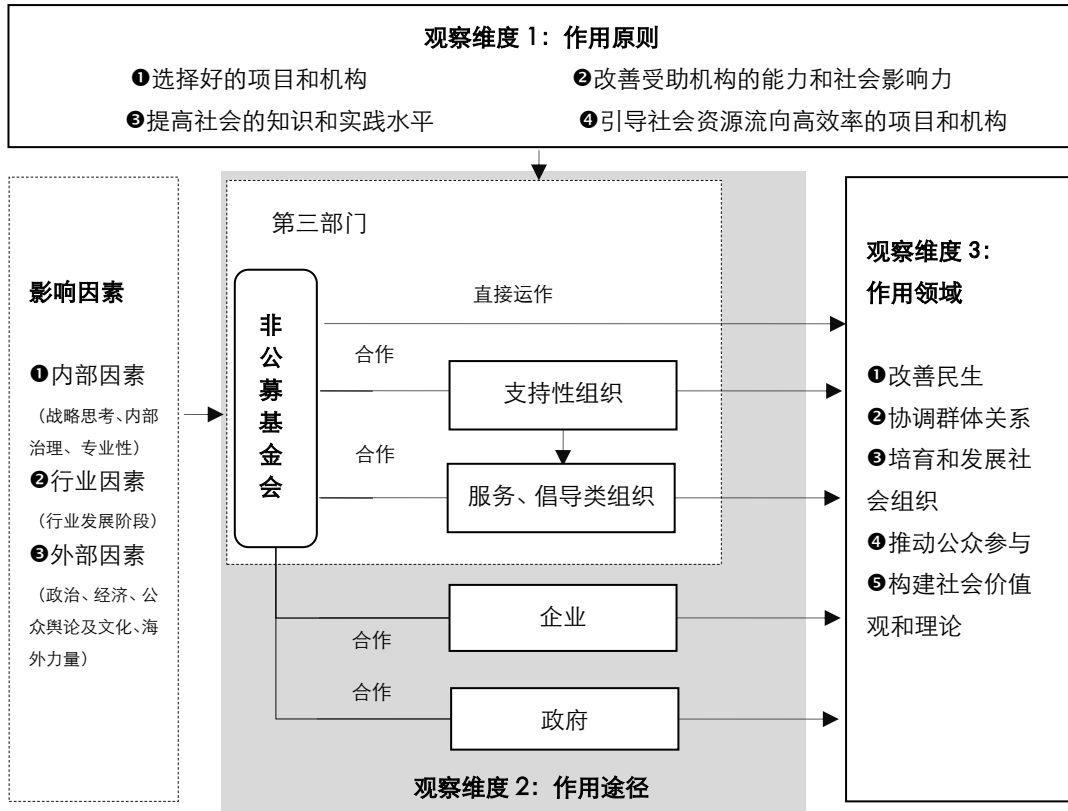 观察维度 1：作用原则
❶选择好的项目和机构
❷改善受助机构的能力和社会影响力
❸提高社会的知识和实践水平
❹引导社会资源流向高效率的项目和机构
影响因素
❶内部因素
（战略思考、内部
治理、专业性）
❷行业因素
（行业发展阶段）
❸外部因素
（政治、经济、公
众舆论及文化、海
外力量）
第三部门
非公募基金会
直接运作
合作
支持性组织
合作
服务、倡导类组织
企业
合作
合作
政府
观察维度 2：作用途径
观察维度 3：
作用领域
❶改善民生
❷协调群体关系
❸培育和发展社
会组织
❹推动公众参与
❺构建社会价值
观和理论